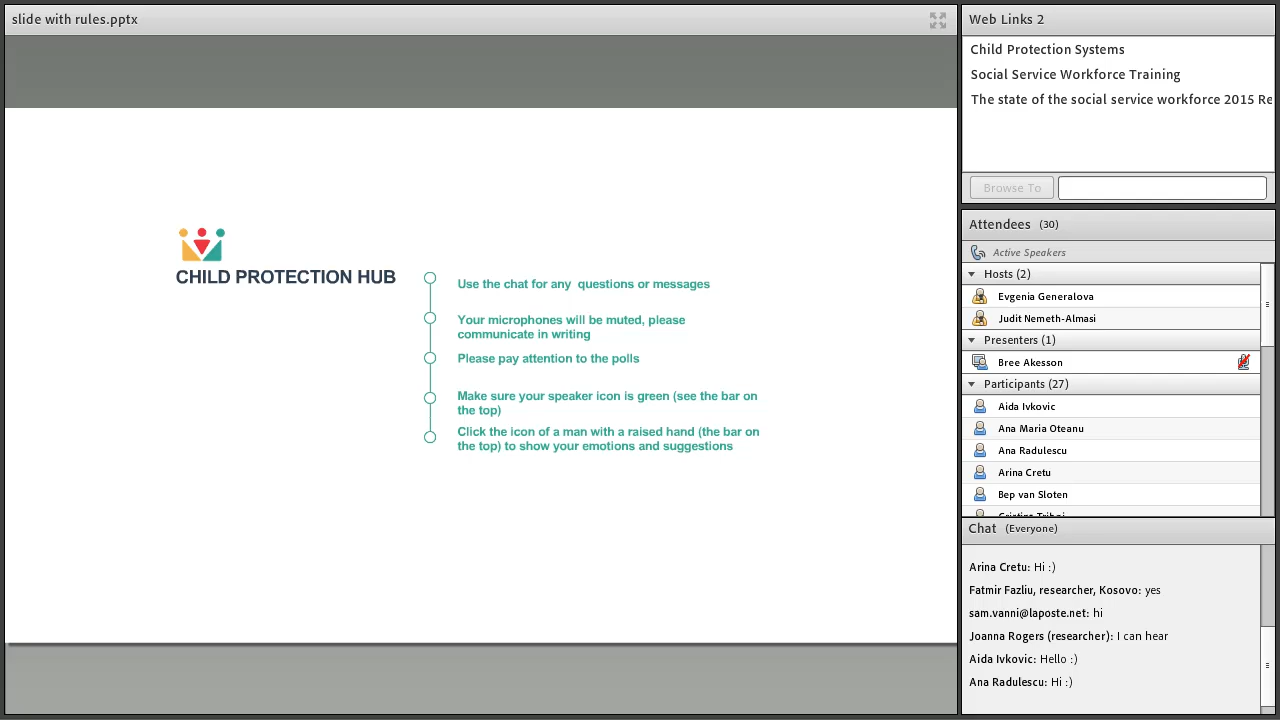 slide with rules.pptx
CHILD PROTECTION HUB
Use the chat for any  questions or messages
Your microphones will be muted, please
communicate in writing
Please pay attention to the polls
Make sure your speaker icon is green (see the bar on
the top)
Click the icon of a man with a raised hand (the bar on
the top) to show your emotions and suggestions
Web Links 2
Child Protection Systems
Social Service Workforce Training
The state of the social service workforce 2015 Re
Browse To
Attendees (30)
Active Speakers
Hosts (2)
Evgenia Generalova
Judit Nemeth-Almasi
Presenters (1)
Bree Akesson
Participants (27)
Aida Ivkovic
Ana Maria Oteanu
Ana Radulescu
Arina Cretu
Bep van Sloten
Chat (Everyone)
Arina Cretu: Hi :)
Fatmir Fazliu, researcher, Kosovo: yes
sam.vanni@laposte.net: hi
Joanna Rogers (researcher): I can hear
Aida Ivkovic: Hello :)
Ana Radulescu: Hi :)